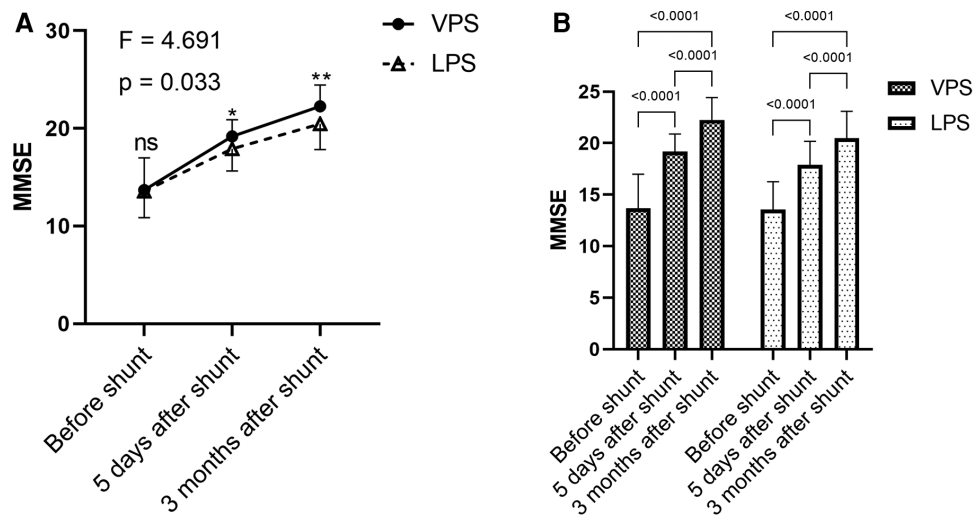 A
F = 4.691
p = 0.033
VPS
LPS
MMSE
30
20
10
0
ns
*
**
Before shunt
5 days after shunt
3 months after shunt
B
<0.0001
<0.0001
<0.0001
<0.0001
<0.0001
<0.0001
VPS
LPS
MMSE
25
20
15
10
5
0
Before shunt
5 days after shunt
3 months after shunt
Before shunt
5 days after shunt
3 months after shunt